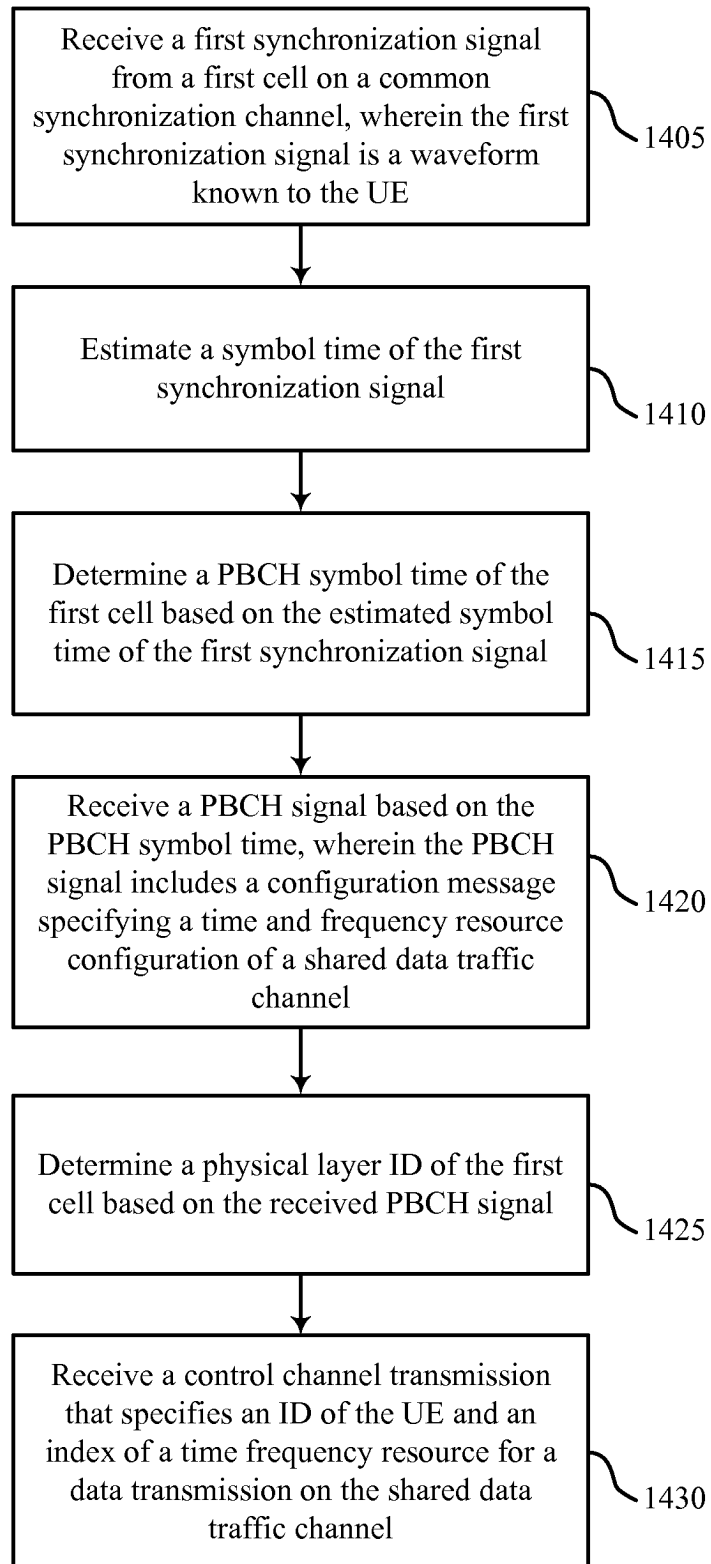 Receive a first synchronization signal
from a first cell on a common
synchronization channel, wherein the first
synchronization signal is a waveform
known to the UE
1405
Estimate a symbol time of the first
synchronization signal
1410
Determine a PBCH symbol time of the
first cell based on the estimated symbol
time of the first synchronization signal
1415
Receive a PBCH signal based on the
PBCH symbol time, wherein the PBCH
signal includes a configuration message
specifying a time and frequency resource
configuration of a shared data traffic
channel
1420
Determine a physical layer ID of the first
cell based on the received PBCH signal
1425
Receive a control channel transmission
that specifies an ID of the UE and an
index of a time frequency resource for a
data transmission on the shared data
traffic channel
1430